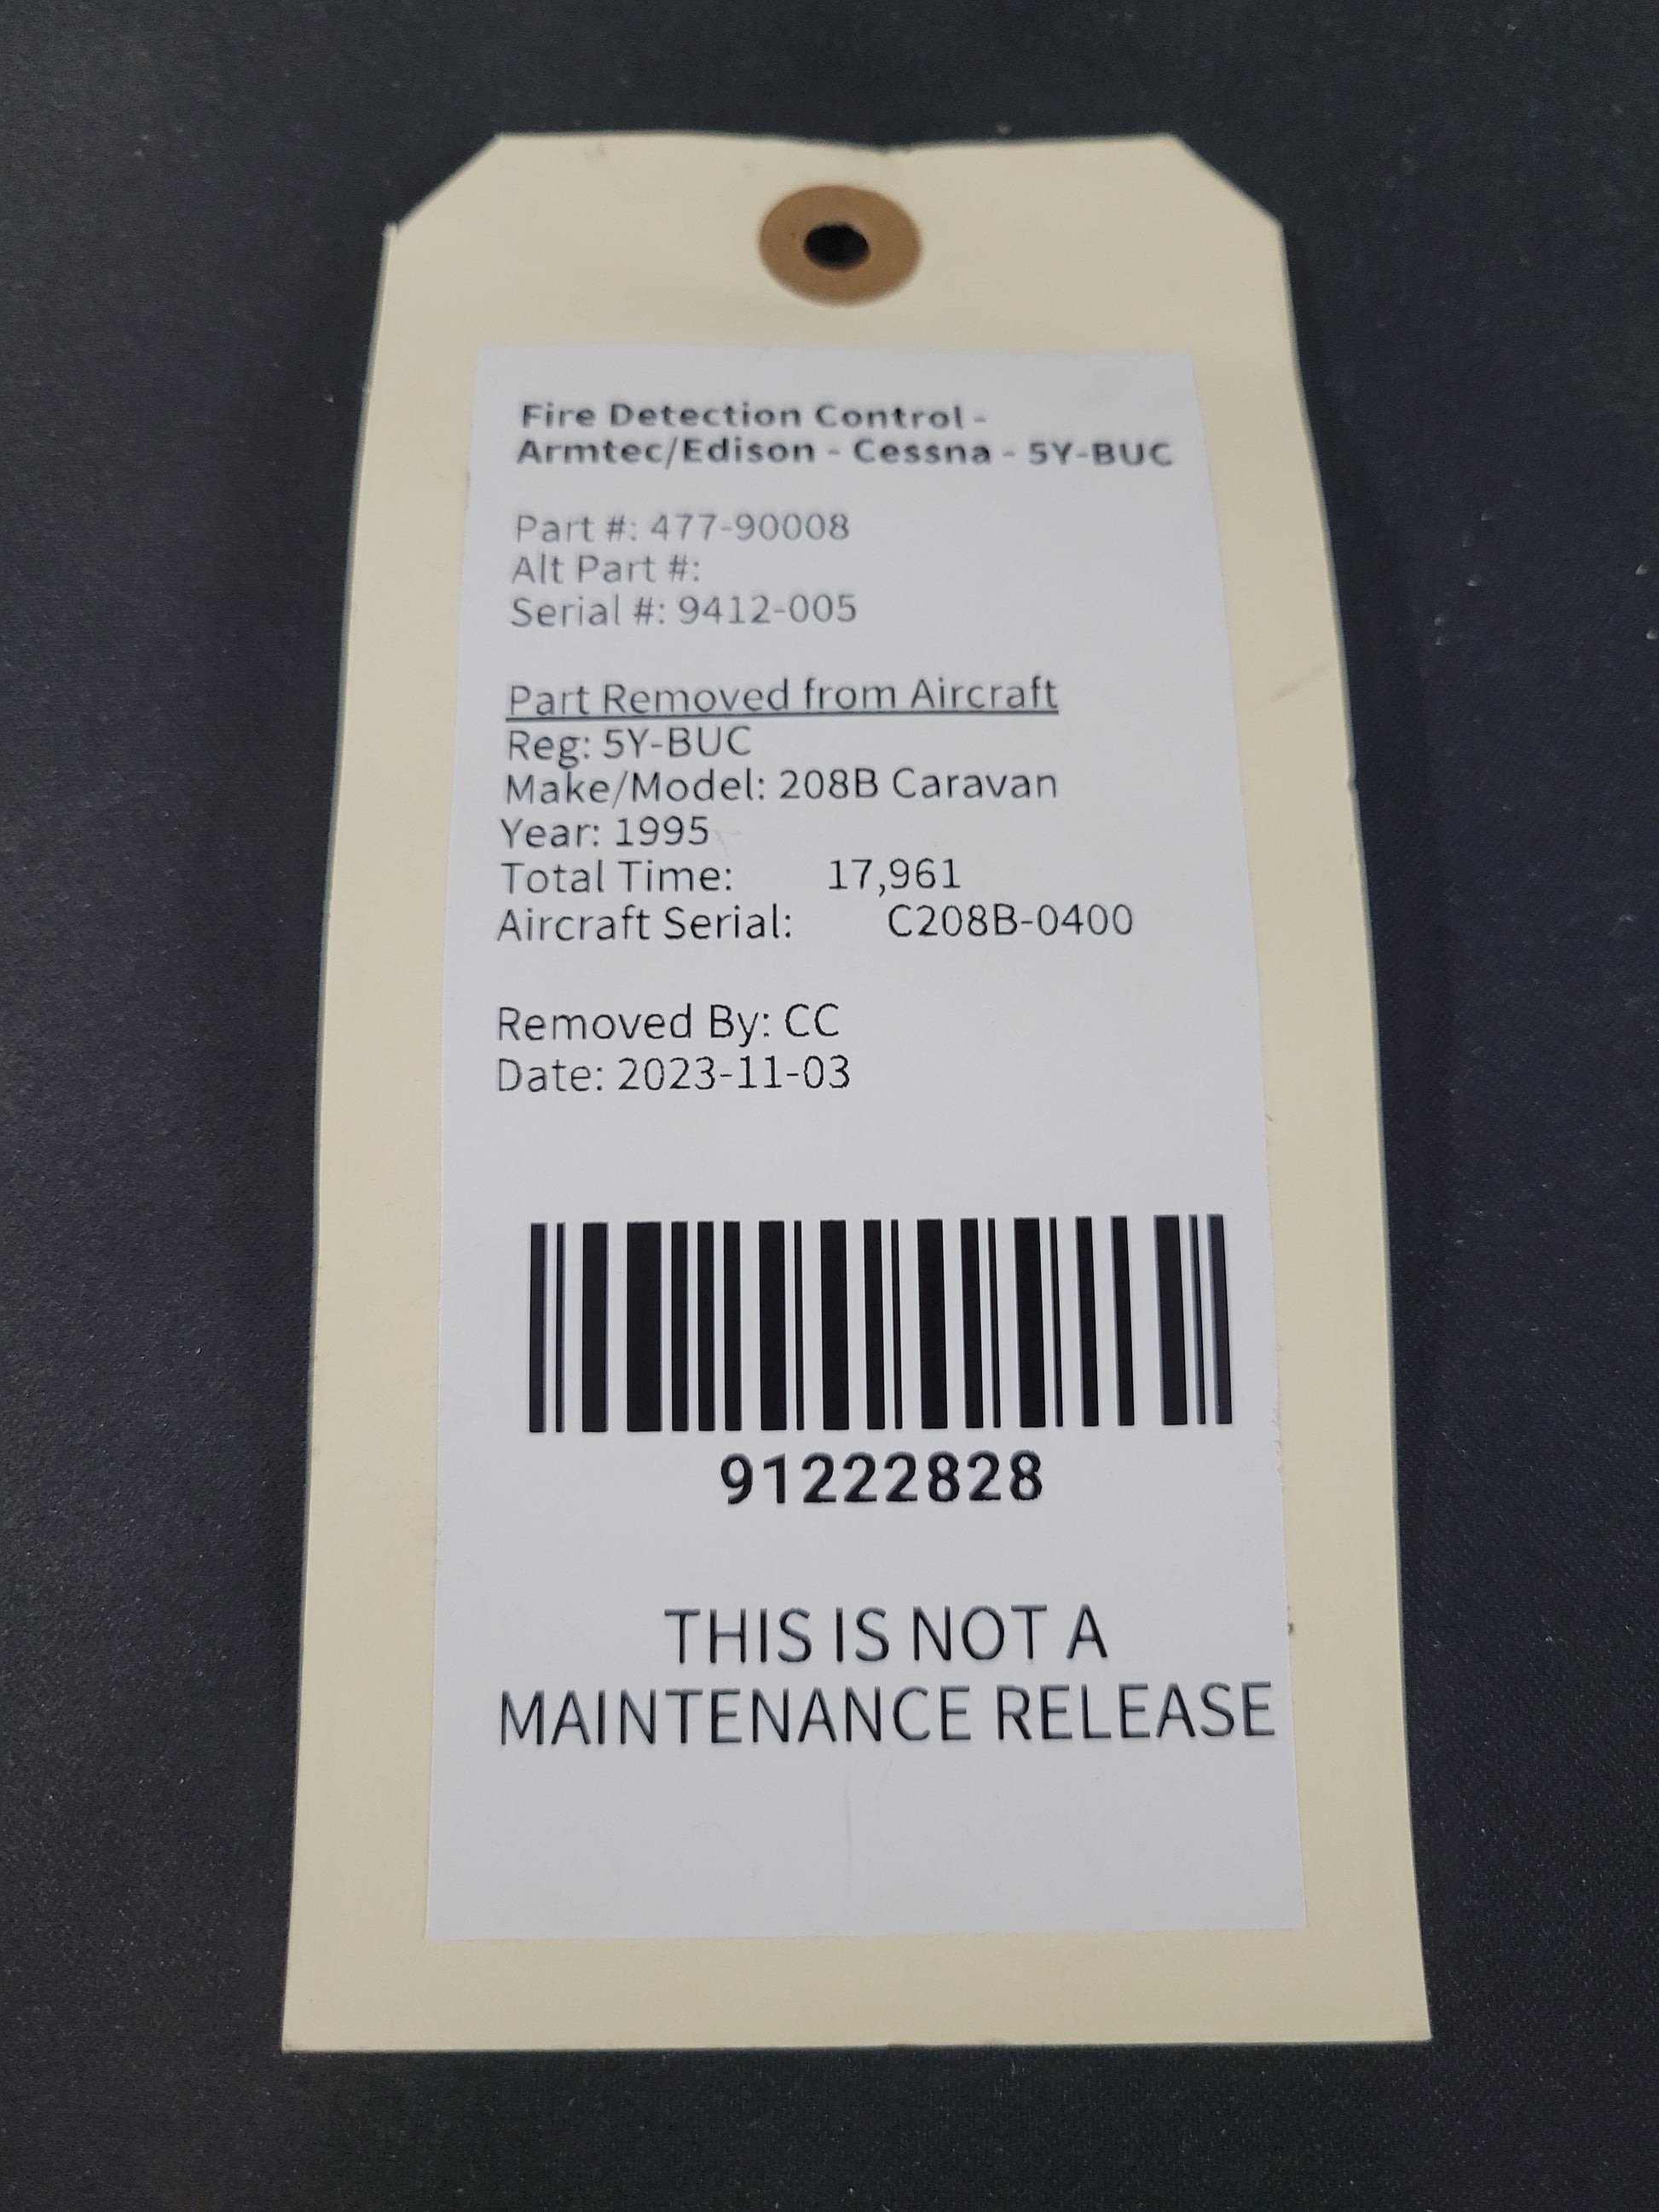 Fire Detection Control -
Armtec/Edison - Cessna - 5Y-BUC
Part #: 477-90008
Alt Part #:
Serial #: 9412-005
Part Removed from Aircraft
Reg: 5Y-BUC
Make/Model: 208B Caravan
Year: 1995
Total Time: 17,961
Aircraft Serial: C208B-0400
Removed By: CC
Date: 2023-11-03
91222828
THIS IS NOT A
MAINTENANCE RELEASE